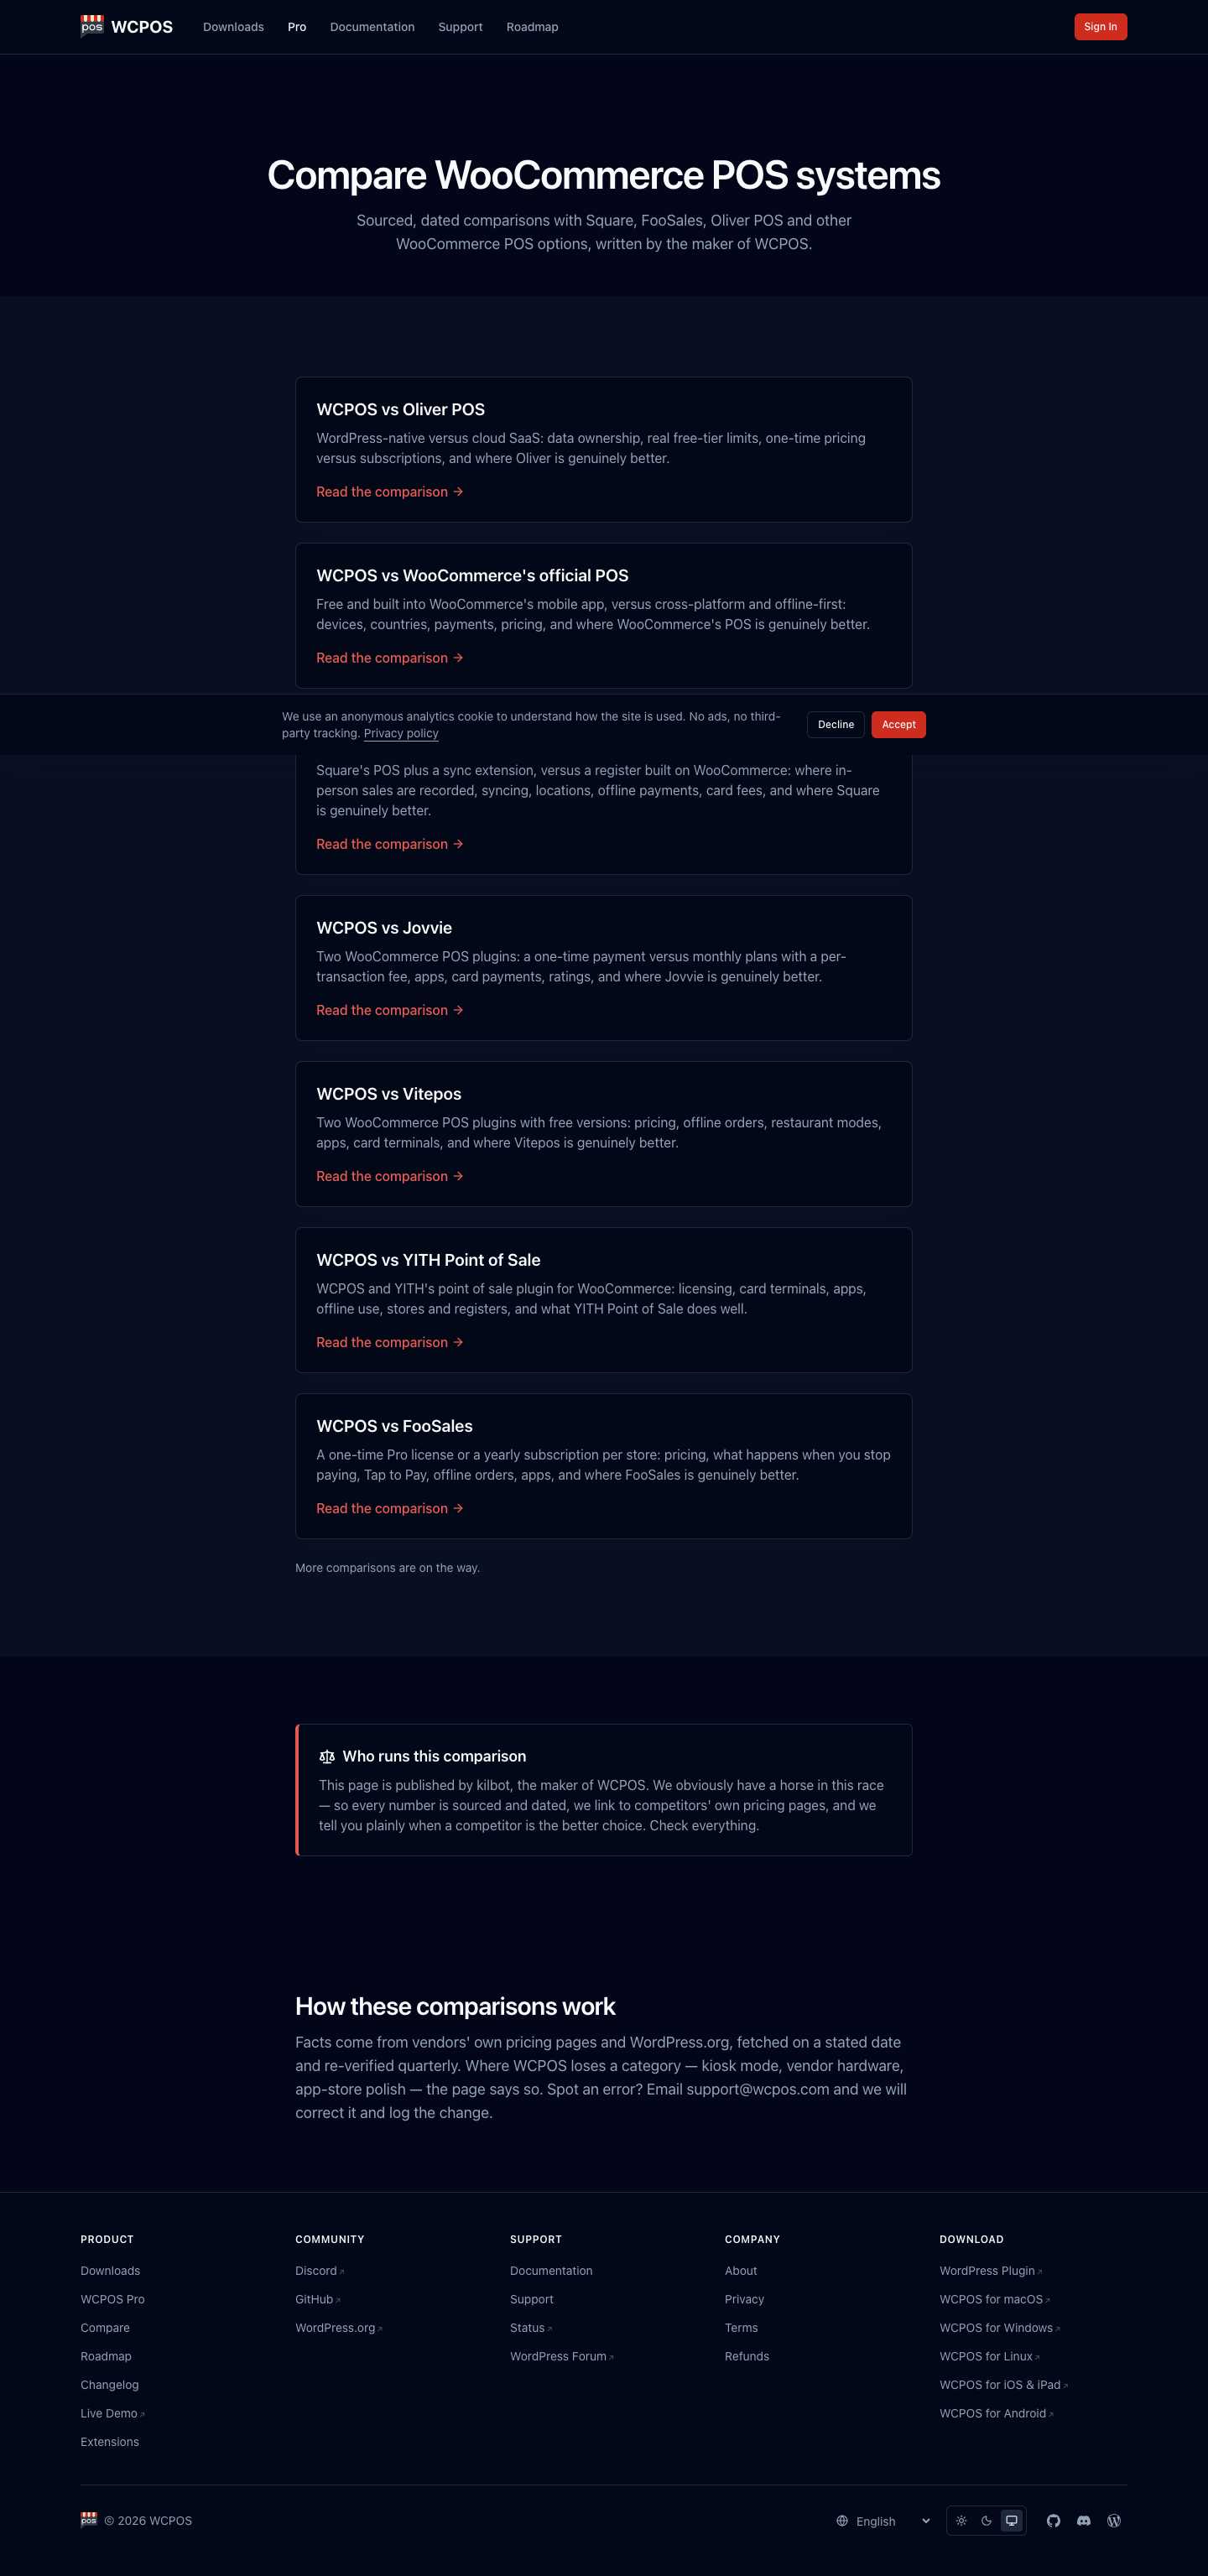 pos WCPOS
Downloads
Pro
Documentation
Support
Roadmap
Sign In
Compare WooCommerce POS systems
Sourced, dated comparisons with Square, FooSales, Oliver POS and other
WooCommerce POS options, written by the maker of WCPOS.
WCPOS vs Oliver POS
WordPress-native versus cloud SaaS: data ownership, real free-tier limits, one-time pricing
versus subscriptions, and where Oliver is genuinely better.
Read the comparison →
WCPOS vs WooCommerce's official POS
Free and built into WooCommerce's mobile app, versus cross-platform and offline-first:
devices, countries, payments, pricing, and where WooCommerce's POS is genuinely better.
Read the comparison →
We use an anonymous analytics cookie to understand how the site is used. No ads, no third-
party tracking. Privacy policy
Decline
Accept
Square's POS plus a sync extension, versus a register built on WooCommerce: where in-
person sales are recorded, syncing, locations, offline payments, card fees, and where Square
is genuinely better.
Read the comparison →
WCPOS vs Jovvie
Two WooCommerce POS plugins: a one-time payment versus monthly plans with a per-
transaction fee, apps, card payments, ratings, and where Jovvie is genuinely better.
Read the comparison →
WCPOS vs Vitepos
Two WooCommerce POS plugins with free versions: pricing, offline orders, restaurant modes,
apps, card terminals, and where Vitepos is genuinely better.
Read the comparison →
WCPOS vs YITH Point of Sale
WCPOS and YITH's point of sale plugin for WooCommerce: licensing, card terminals, apps,
offline use, stores and registers, and what YITH Point of Sale does well.
Read the comparison →
WCPOS vs FooSales
A one-time Pro license or a yearly subscription per store: pricing, what happens when you stop
paying, Tap to Pay, offline orders, apps, and where FooSales is genuinely better.
Read the comparison →
More comparisons are on the way.
Who runs this comparison
This page is published by kilbot, the maker of WCPOS. We obviously have a horse in this race
— so every number is sourced and dated, we link to competitors' own pricing pages, and we
tell you plainly when a competitor is the better choice. Check everything.
How these comparisons work
Facts come from vendors' own pricing pages and WordPress.org, fetched on a stated date
and re-verified quarterly. Where WCPOS loses a category — kiosk mode, vendor hardware,
app-store polish — the page says so. Spot an error? Email support@wcpos.com and we will
correct it and log the change.
PRODUCT
Downloads
WCPOS Pro
Compare
Roadmap
Changelog
Live Demo ↗
Extensions
COMMUNITY
Discord ↗
GitHub ↗
WordPress.org ↗
SUPPORT
Documentation
Support
Status ↗
WordPress Forum ↗
COMPANY
About
Privacy
Terms
Refunds
DOWNLOAD
WordPress Plugin ↗
WCPOS for macOS ↗
WCPOS for Windows ↗
WCPOS for Linux ↗
WCPOS for iOS & iPad ↗
WCPOS for Android ↗
pos © 2026 WCPOS
English